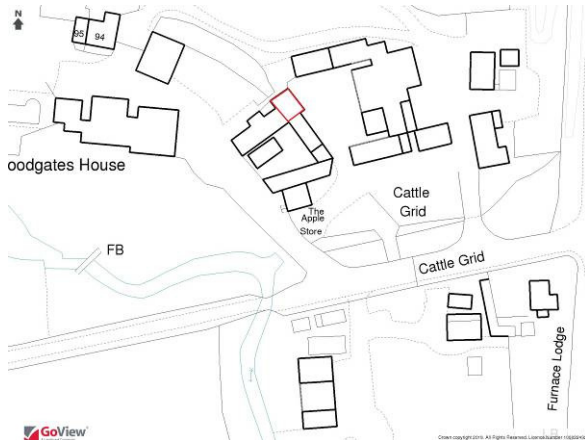 N
95 94
oodgates House
The
Apple
Store
Cattle
Grid
FB
Cattle Grid
Furnace Lodge
GoView